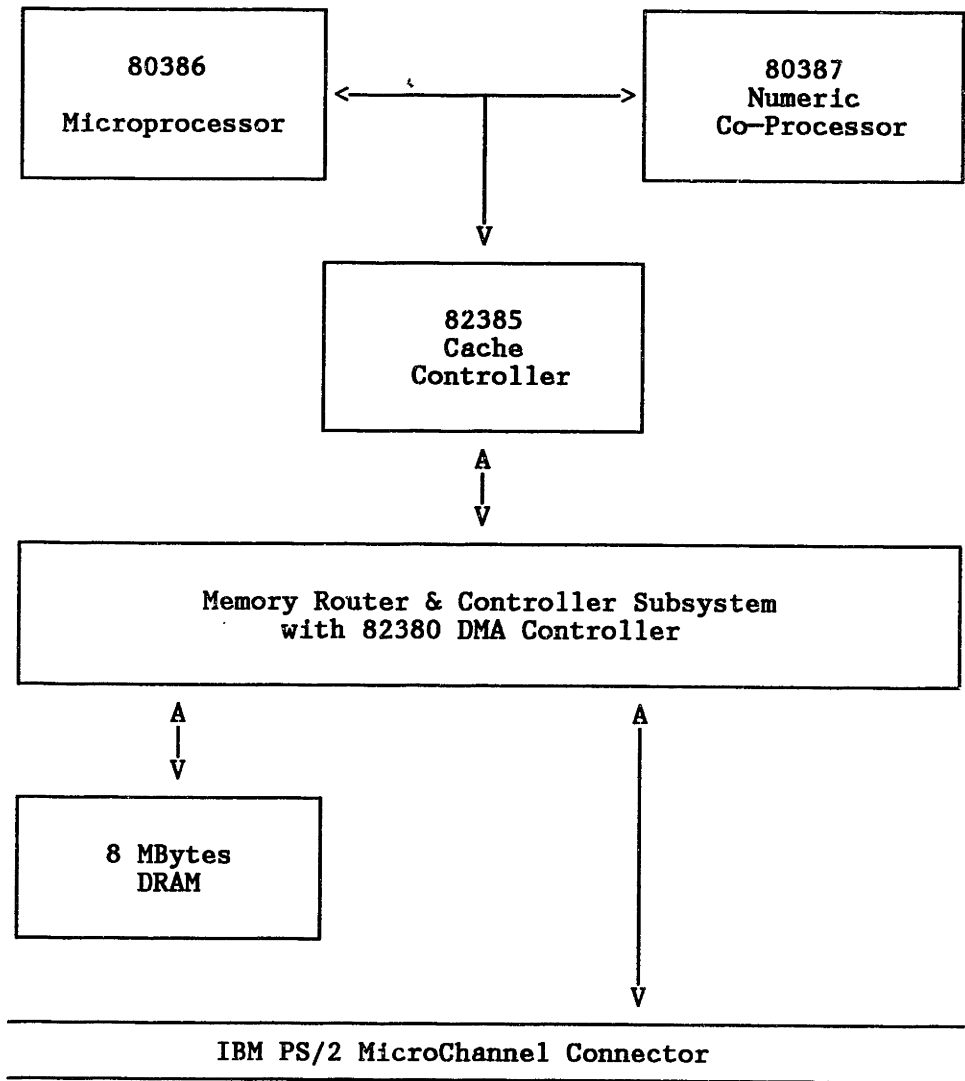 80386
Microprocessor
80387
Numeric
Co-Processor
82385
Cache
Controller
Memory Router & Controller Subsystem
with 82380 DMA Controller
8 MBytes
DRAM
IBM PS/2 MicroChannel Connector